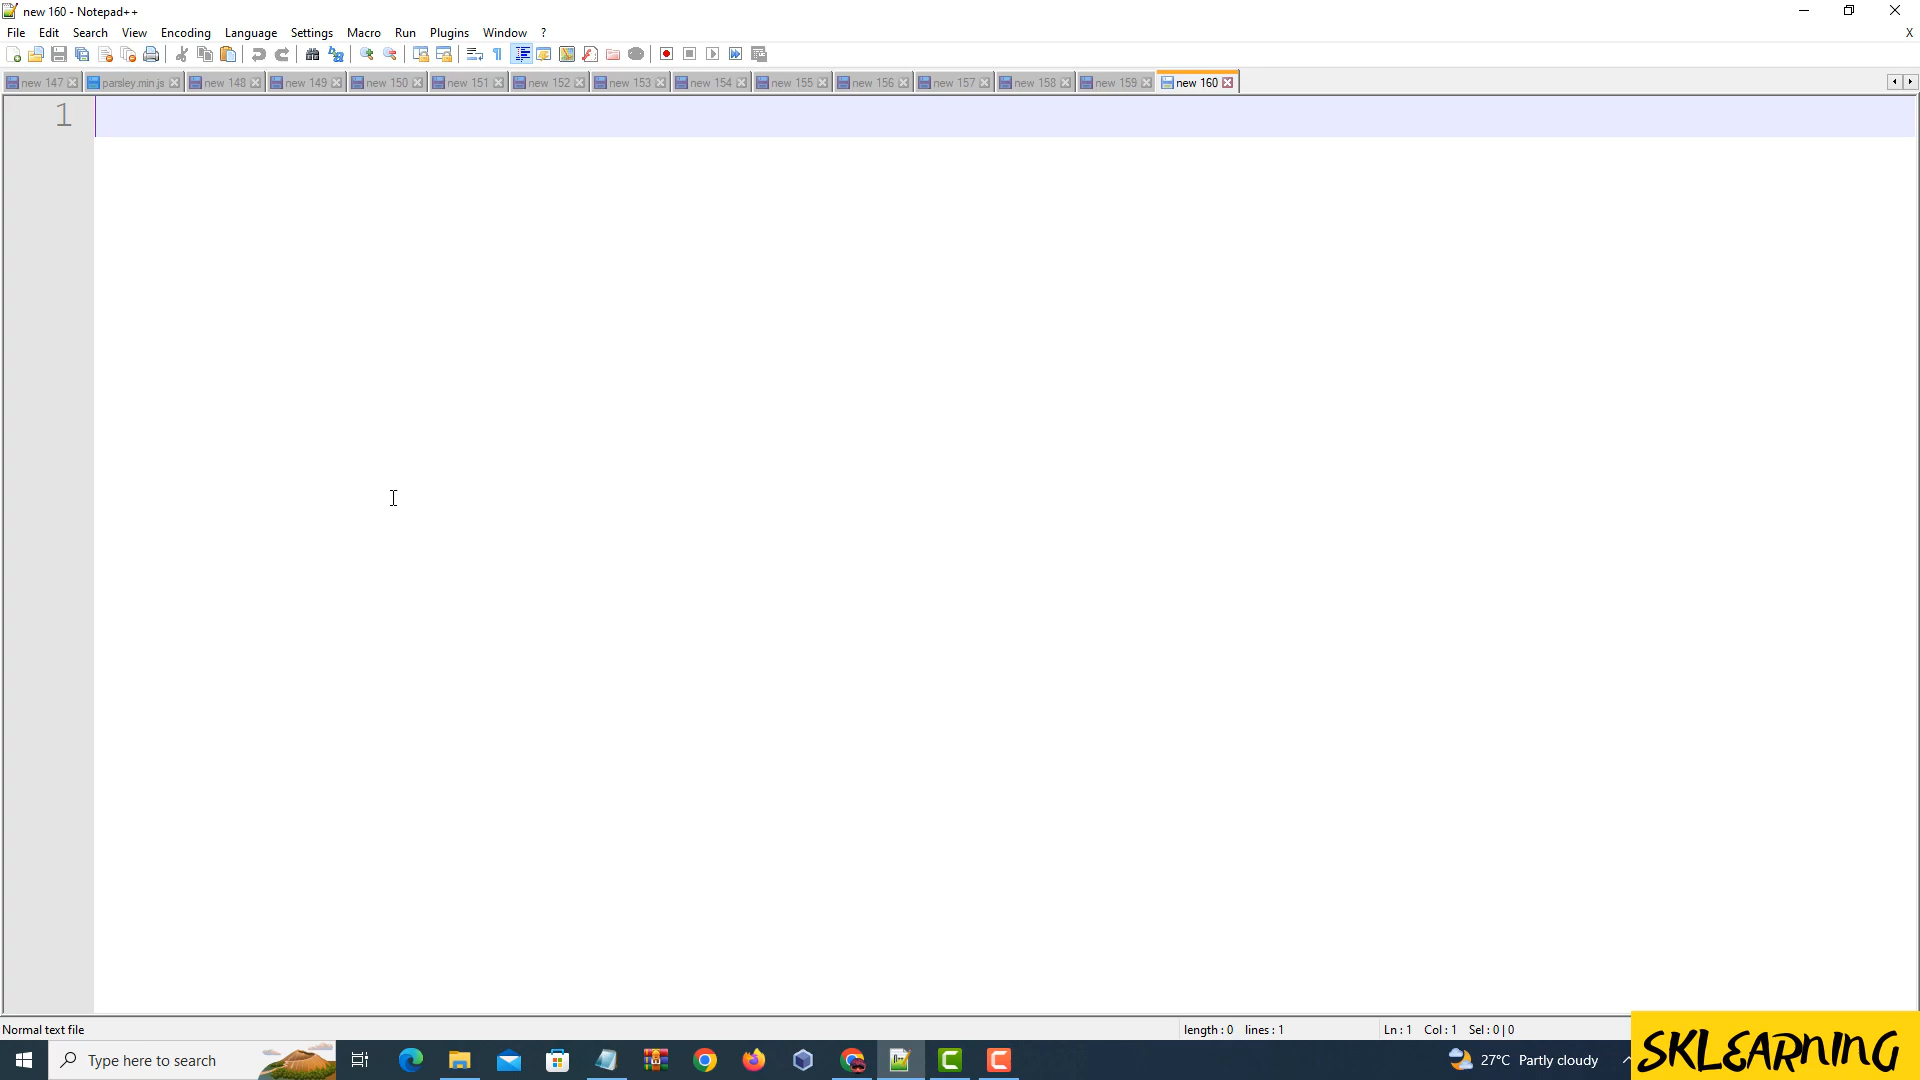 new 160 - Notepad++
File Edit Search View Encoding Language Settings Macro Run Plugins Window ? X
new 147 parsley.min.js new 148 new 149 new 150 new 151 new 152 new 153 new 154 new 155 new 156 new 157 new 158 new 159 new 160
1
Normal text file length : 0 lines : 1 Ln : 1 Col : 1 Sel : 0 | 0
Type here to search 27°C Partly cloudy
SKLEARNING